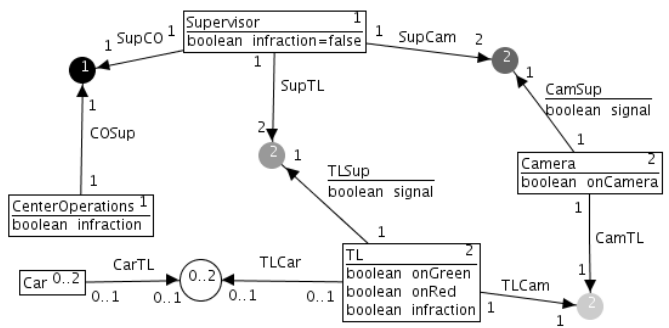 Supervisor 1
boolean infraction=false
1 SupCO 1
1
1 SupCam 2
2
1
SupTL
2
2
1
1
CamSup
boolean signal
1
1
COSup
1
TLSup
boolean signal
1
Camera 2
boolean onCamera
1
CamTL
1
CenterOperations 1
boolean infraction
Car 0..2
CarTL
0..1 0..1
0..2
TLCar
0..1 0..1
TL 2
boolean onGreen
boolean onRed
boolean infraction
TLCam
1 1
2